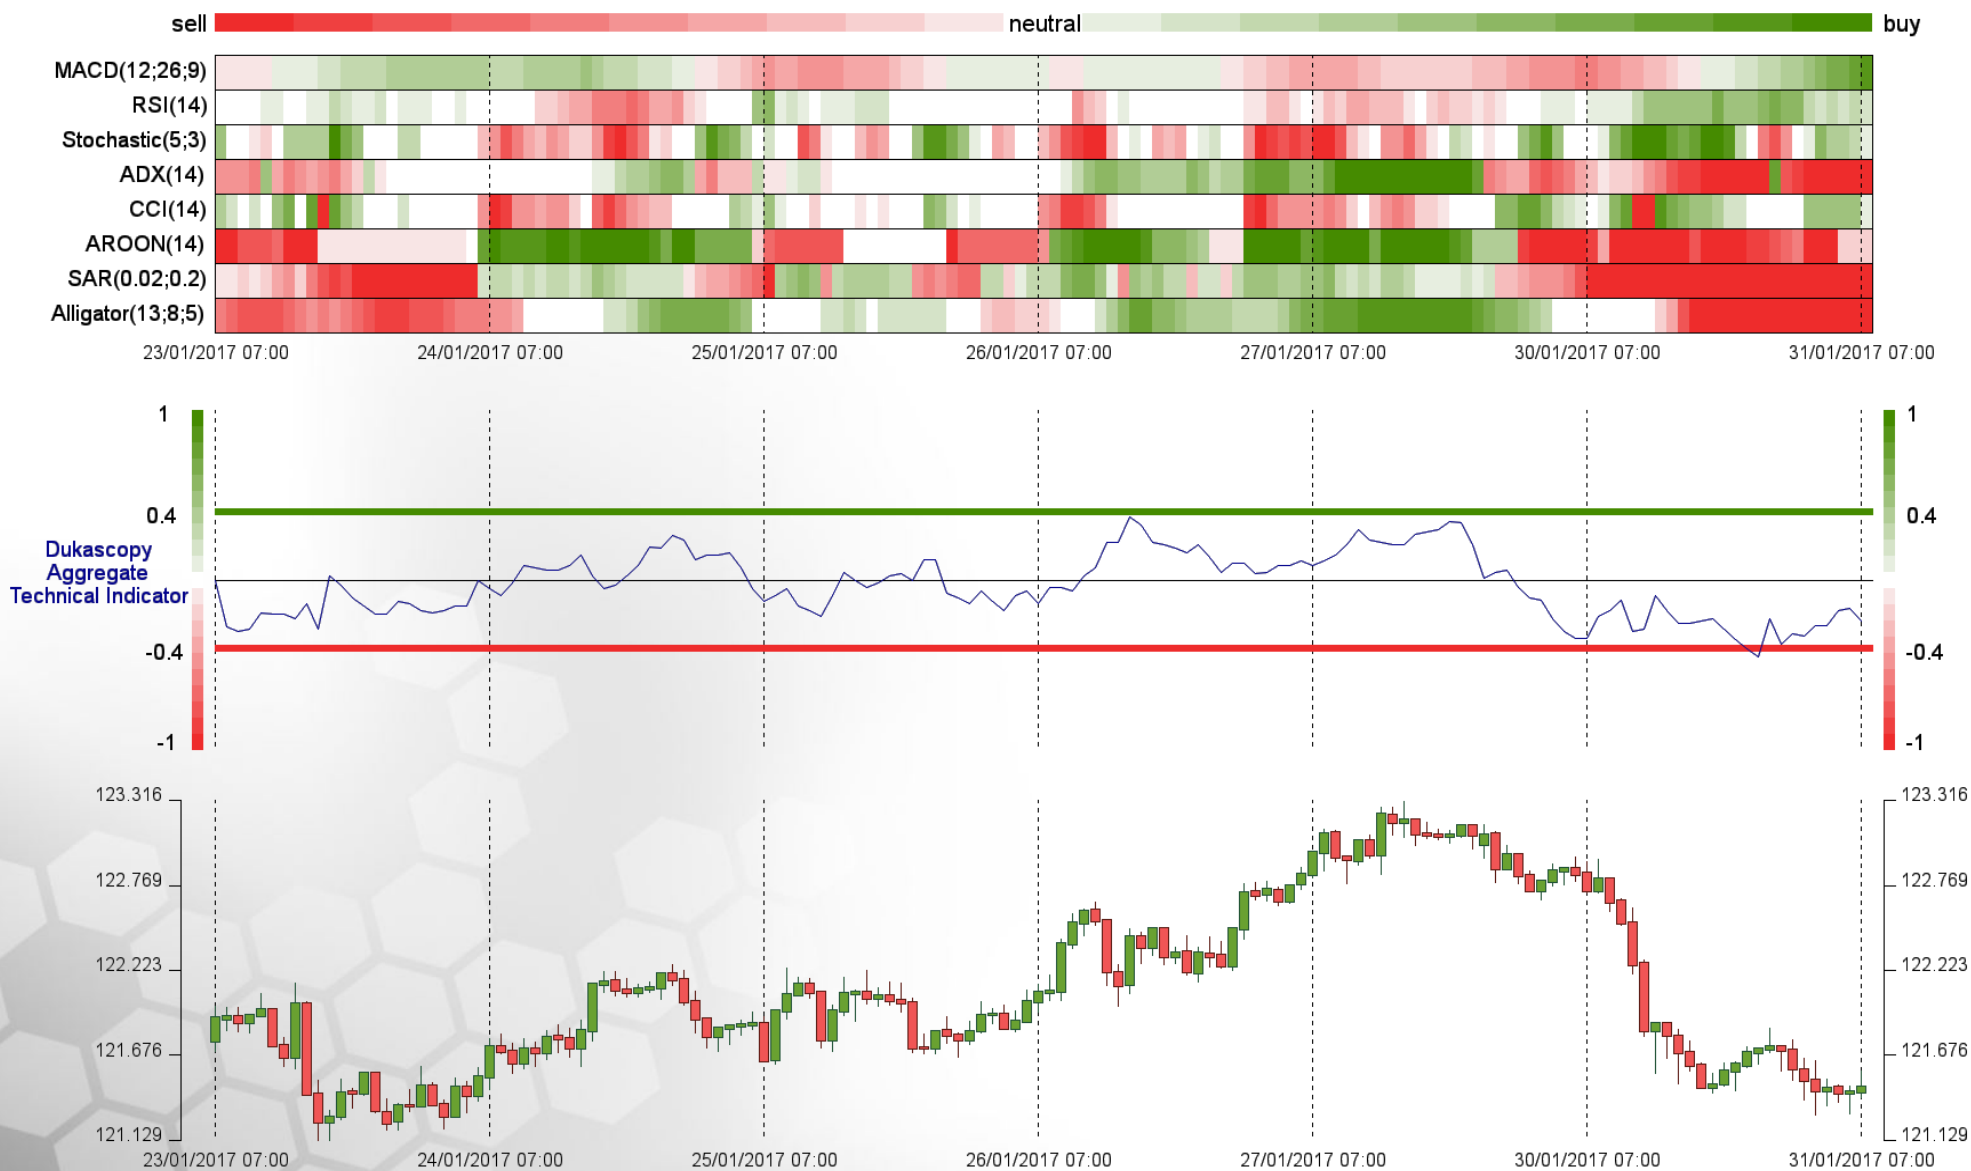 sell neutral buy
MACD(12;26;9)
RSI(14)
Stochastic(5;3)
ADX(14)
CCI(14)
AROON(14)
SAR(0.02;0.2)
Alligator(13;8;5)
23/01/2017 07:00 24/01/2017 07:00 25/01/2017 07:00 26/01/2017 07:00 27/01/2017 07:00 30/01/2017 07:00 31/01/2017 07:00
1 1
0.4 0.4
Dukascopy
Aggregate
Technical Indicator
-0.4 -0.4
-1 -1
123.316 123.316
122.769 122.769
122.223 122.223
121.676 121.676
121.129 121.129
23/01/2017 07:00 24/01/2017 07:00 25/01/2017 07:00 26/01/2017 07:00 27/01/2017 07:00 30/01/2017 07:00 31/01/2017 07:00